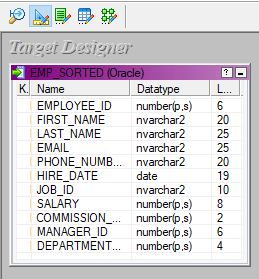 Target Designer
EMP_SORTED (Oracle)
K. Name Datatype L...
EMPLOYEE_ID number(p,s) 6
FIRST_NAME nvarchar2 20
LAST_NAME nvarchar2 25
EMAIL nvarchar2 25
PHONE_NUMB... nvarchar2 20
HIRE_DATE date 19
JOB_ID nvarchar2 10
SALARY number(p,s) 8
COMMISSION_... number(p,s) 2
MANAGER_ID number(p,s) 6
DEPARTMENT... number(p,s) 4